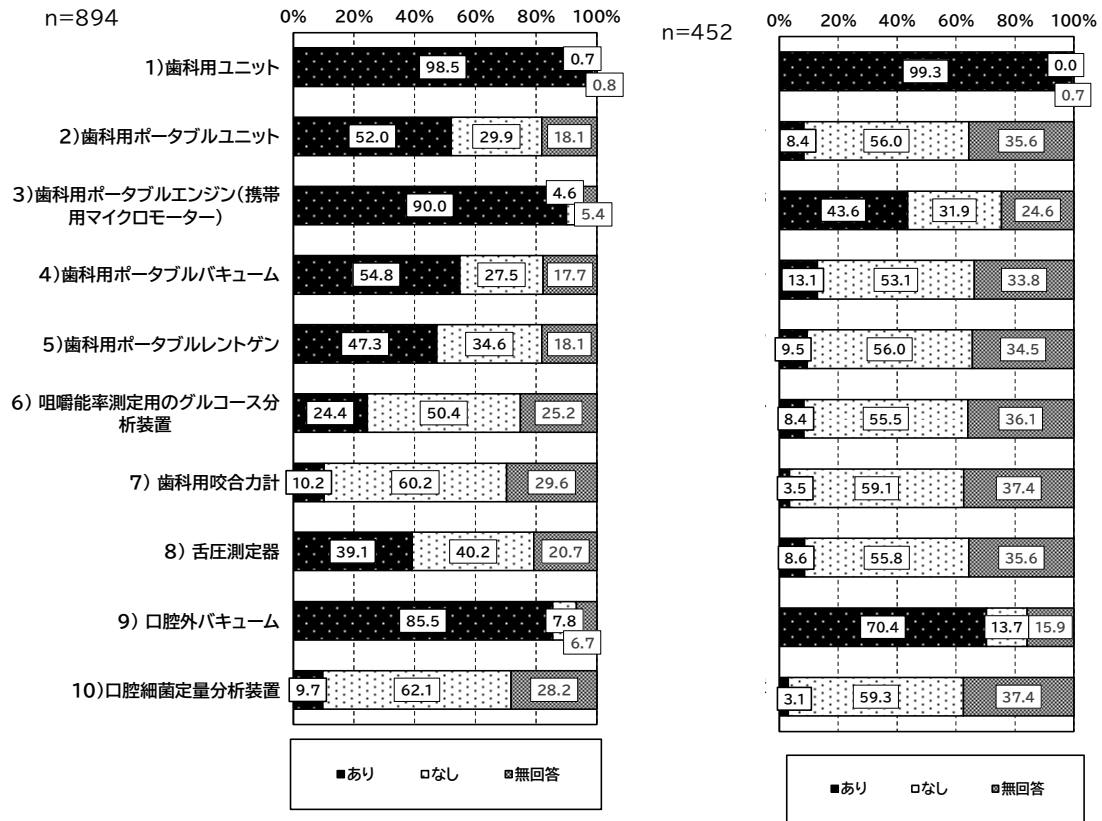 n=894
0% 20% 40% 60% 80% 100%
1)歯科用ユニット
98.5 0.7 0.8
2)歯科用ポータブルユニット
52.0 29.9 18.1
3)歯科用ポータブルエンジン(携帯
用マイクロモーター)
90.0 4.6 5.4
4)歯科用ポータブルバキューム
54.8 27.5 17.7
5)歯科用ポータブルレントゲン
47.3 34.6 18.1
6) 咀嚼能率測定用のグルコース分
析装置
24.4 50.4 25.2
7) 歯科用咬合力計
10.2 60.2 29.6
8) 舌圧測定器
39.1 40.2 20.7
9) 口腔外バキューム
85.5 7.8 6.7
10)口腔細菌定量分析装置
9.7 62.1 28.2
■あり □なし ■無回答
n=452
0% 20% 40% 60% 80% 100%
99.3 0.0 0.7
8.4 56.0 35.6
43.6 31.9 24.6
13.1 53.1 33.8
9.5 56.0 34.5
8.4 55.5 36.1
3.5 59.1 37.4
8.6 55.8 35.6
70.4 13.7 15.9
3.1 59.3 37.4
■あり □なし ■無回答